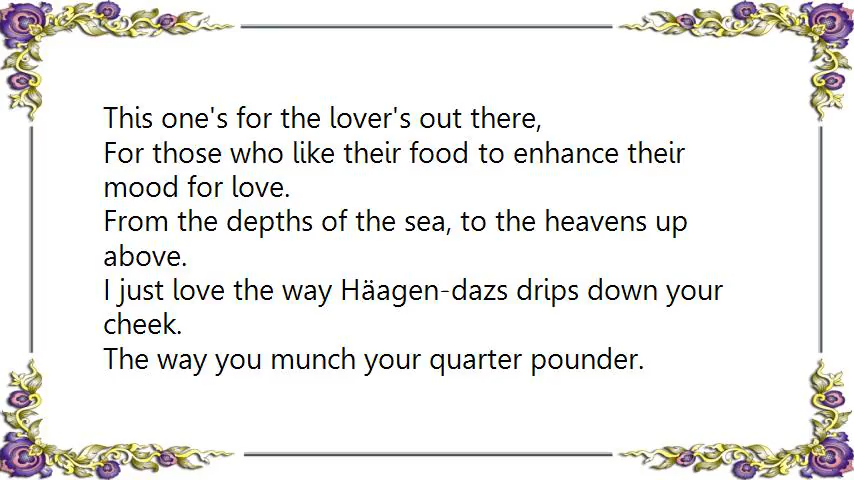 This one's for the lover's out there,
For those who like their food to enhance their
mood for love.
From the depths of the sea, to the heavens up
above.
I just love the way Häagen-dazs drips down your
cheek.
The way you munch your quarter pounder.